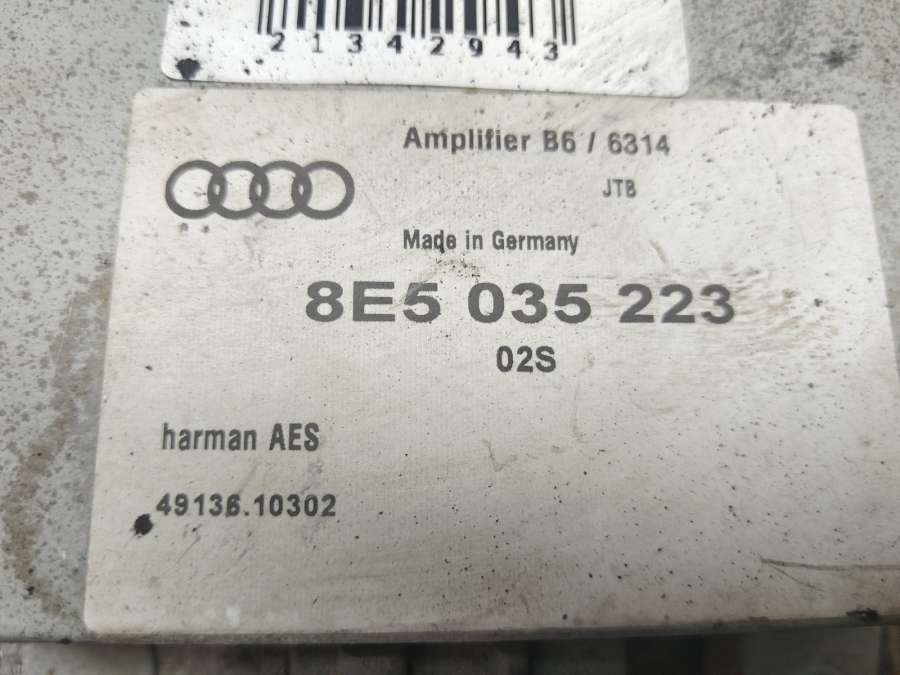 21342943
Amplifier B6 / 6314
JTB
Made in Germany
8E5 035 223
02S
harman AES
49136.10302